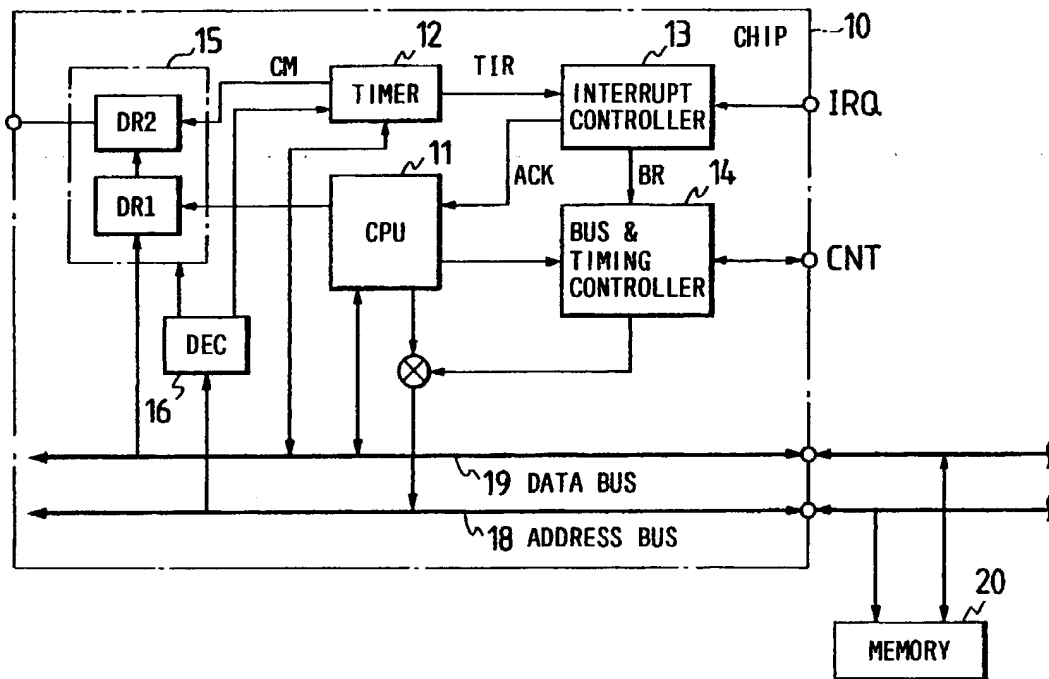 15
CM
12
TIR
13
CHIP
10
DR2
TIMER
INTERRUPT
CONTROLLER
IRQ
11
ACK
BR
14
DR1
CPU
BUS &
TIMING
CONTROLLER
CNT
DEC
16
19 DATA BUS
18 ADDRESS BUS
20
MEMORY